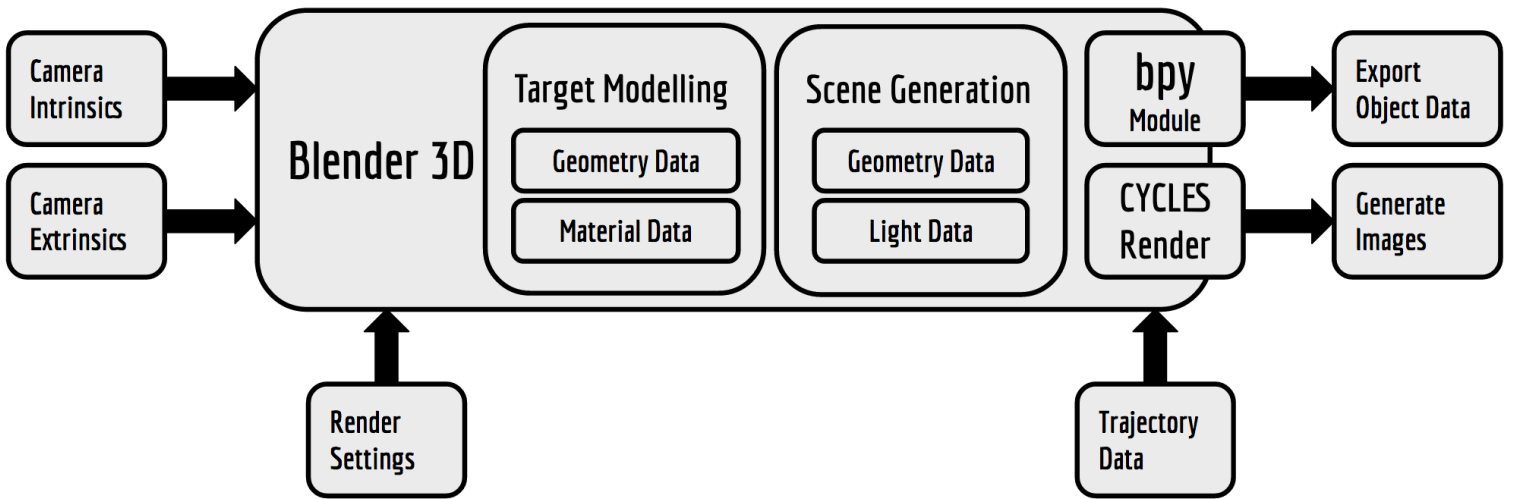 Camera
Intrinsics
Camera
Extrinsics
Blender 3D
Target Modelling
Geometry Data
Material Data
Scene Generation
Geometry Data
Light Data
bpy
Module
CYCLES
Render
Export
Object Data
Generate
Images
Render
Settings
Trajectory
Data